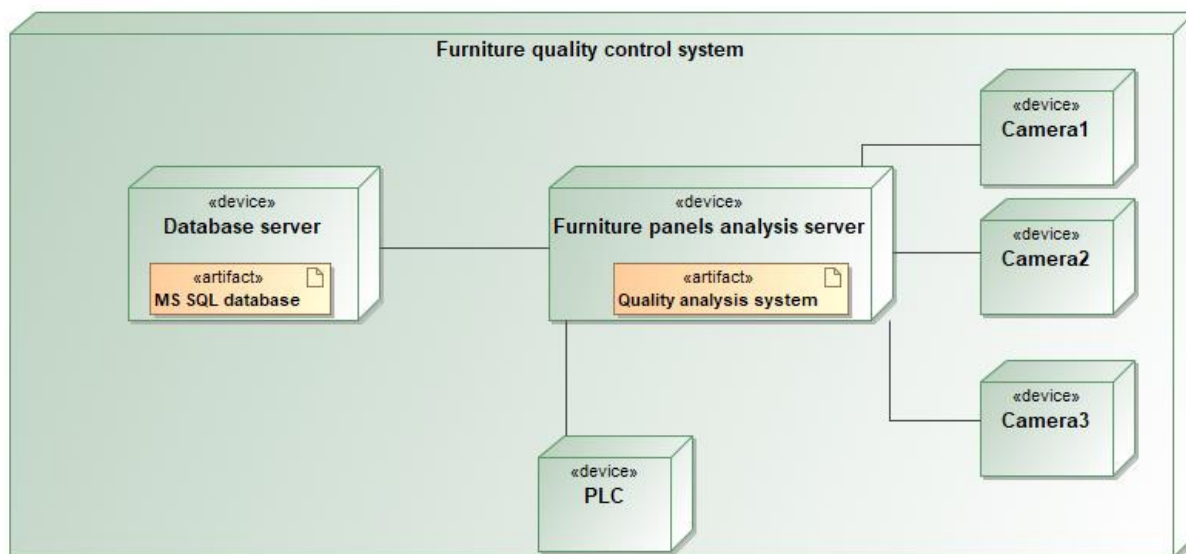 Furniture quality control system
«device»
Camera1
«device»
Database server
«artifact»
MS SQL database
«device»
Furniture panels analysis server
«artifact»
Quality analysis system
«device»
Camera2
«device»
Camera3
«device»
PLC